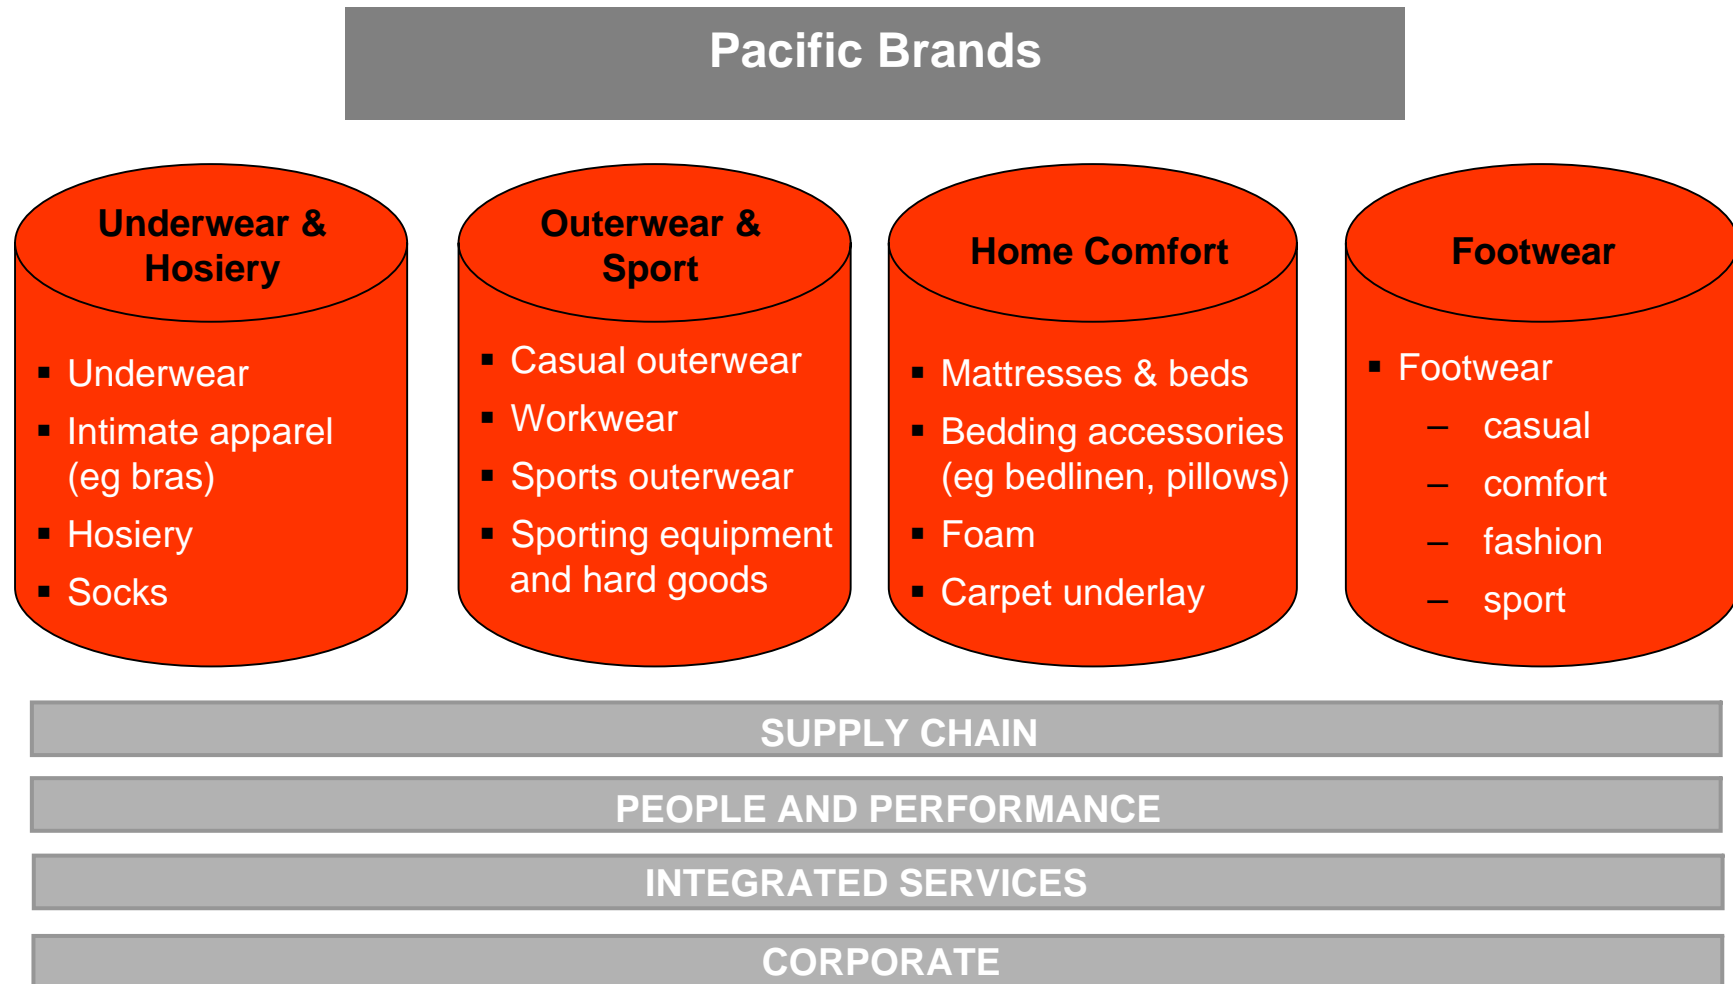 Pacific Brands
Underwear &
Hosiery
▪ Underwear
▪ Intimate apparel
(eg bras)
▪ Hosiery
▪ Socks
Outerwear &
Sport
▪ Casual outerwear
▪ Workwear
▪ Sports outerwear
▪ Sporting equipment
and hard goods
Home Comfort
▪ Mattresses & beds
▪ Bedding accessories
(eg bedlinen, pillows)
▪ Foam
▪ Carpet underlay
Footwear
▪ Footwear
– casual
– comfort
– fashion
– sport
SUPPLY CHAIN
PEOPLE AND PERFORMANCE
INTEGRATED SERVICES
CORPORATE